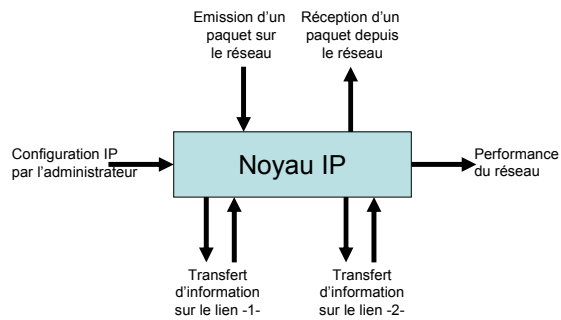 Emission d'un
paquet sur
le réseau
Réception d'un
paquet depuis
le réseau
Configuration IP
par l'administrateur
Noyau IP
Performance
du réseau
Transfert
d'information
sur le lien -1-
Transfert
d'information
sur le lien -2-